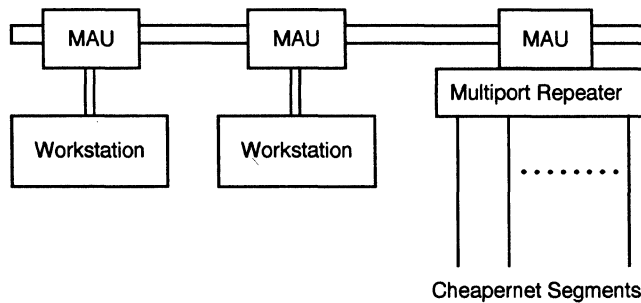 MAU MAU MAU
Multiport Repeater
Workstation Workstation
Cheapernet Segments